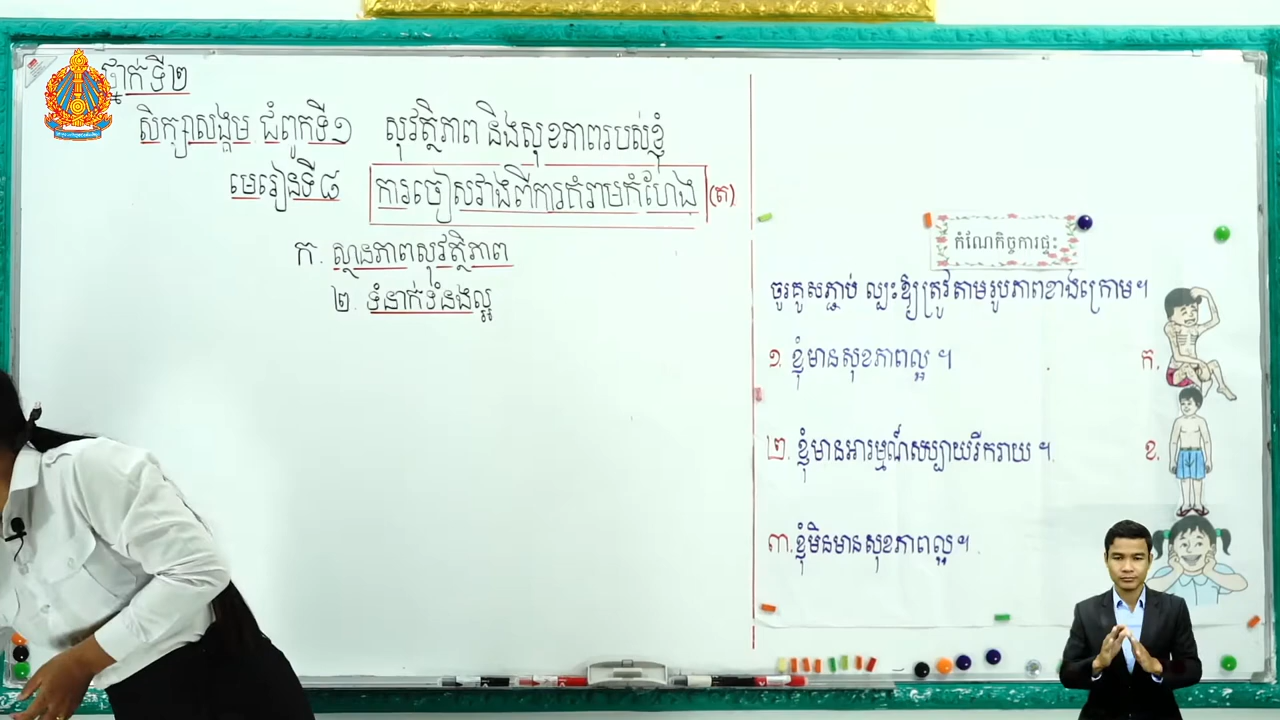 ថ្នាក់ទី២
សិក្សាសង្គម ជំពូកទី១ សុវត្ថិភាព និងសុខភាពរបស់ខ្ញុំ
មេរៀនទី៨ ការចៀសវាងពីការគំរាមកំហែង (ត)
ក. ស្ថានភាពសុវត្ថិភាព
២. ទំនាក់ទំនងល្អ
កំណែកិច្ចការផ្ទះ
ចូរគូសភ្ជាប់ ល្បះឱ្យត្រូវតាមរូបភាពខាងក្រោម។
១. ខ្ញុំមានសុខភាពល្អ ។ ក.
២. ខ្ញុំមានអារម្មណ៍សប្បាយរីករាយ ។ ខ.
៣. ខ្ញុំមិនមានសុខភាពល្អ។